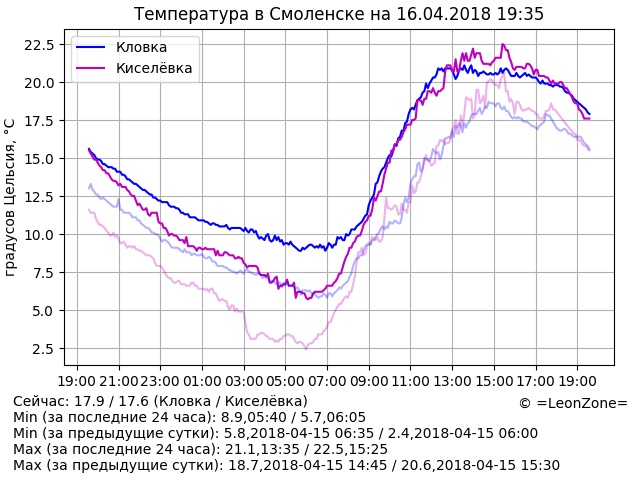 Температура в Смоленске на 16.04.2018 19:35
Кловка
Киселёвка
градусов Цельсия, °C
22.5
20.0
17.5
15.0
12.5
10.0
7.5
5.0
2.5
19:00 21:00 23:00 01:00 03:00 05:00 07:00 09:00 11:00 13:00 15:00 17:00 19:00
Сейчас: 17.9 / 17.6 (Кловка / Киселёвка)
© =LeonZone=
Min (за последние 24 часа): 8.9,05:40 / 5.7,06:05
Min (за предыдущие сутки): 5.8,2018-04-15 06:35 / 2.4,2018-04-15 06:00
Max (за последние 24 часа): 21.1,13:35 / 22.5,15:25
Max (за предыдущие сутки): 18.7,2018-04-15 14:45 / 20.6,2018-04-15 15:30